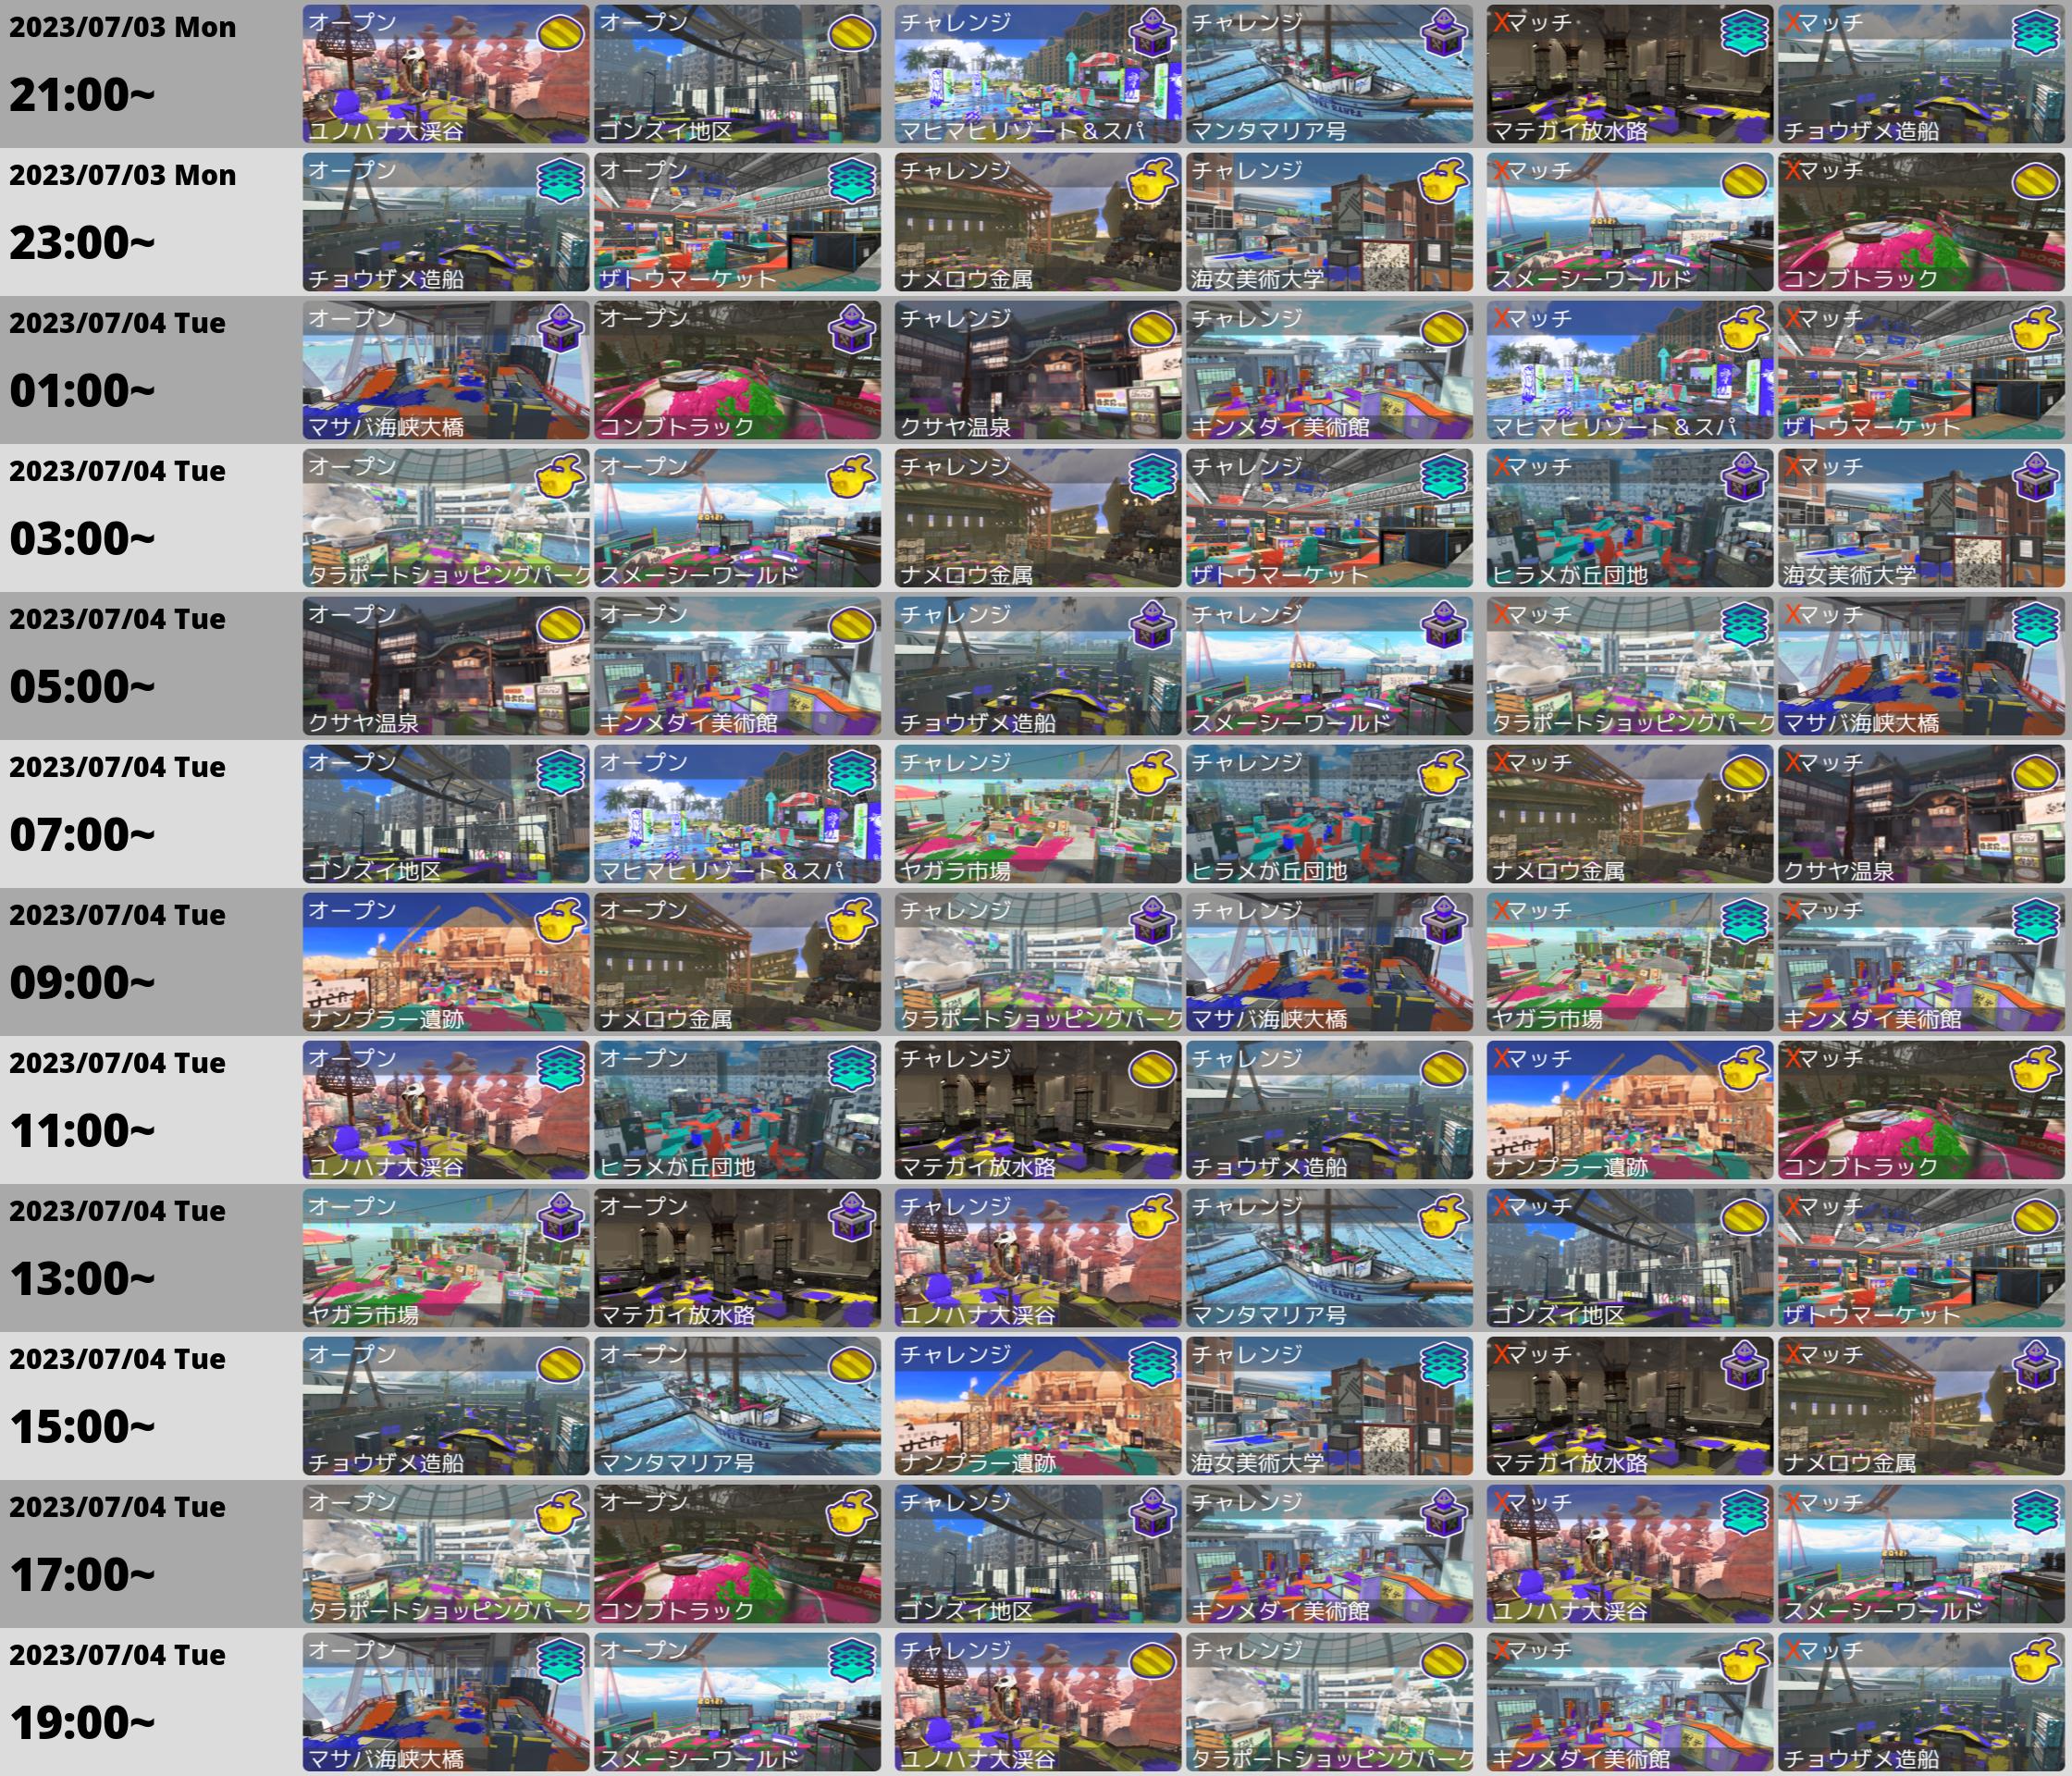 2023/07/03 Mon
21:00~
オープン オープン チャレンジ チャレンジ Xマッチ Xマッチ
ユノハナ大渓谷 ゴンズイ地区 マヒマヒリゾート＆スパ マンタマリア号 マテガイ放水路 チョウザメ造船
2023/07/03 Mon
23:00~
オープン オープン チャレンジ チャレンジ Xマッチ Xマッチ
チョウザメ造船 ザトウマーケット ナメロウ金属 海女美術大学 スメーシーワールド コンブトラック
2023/07/04 Tue
01:00~
オープン オープン チャレンジ チャレンジ Xマッチ Xマッチ
マサバ海峡大橋 コンブトラック クサヤ温泉 キンメダイ美術館 マヒマヒリゾート＆スパ ザトウマーケット
2023/07/04 Tue
03:00~
オープン オープン チャレンジ チャレンジ Xマッチ Xマッチ
タラポートショッピングパーク スメーシーワールド ナメロウ金属 ザトウマーケット ヒラメが丘団地 海女美術大学
2023/07/04 Tue
05:00~
オープン オープン チャレンジ チャレンジ Xマッチ Xマッチ
クサヤ温泉 キンメダイ美術館 チョウザメ造船 スメーシーワールド タラポートショッピングパーク マサバ海峡大橋
2023/07/04 Tue
07:00~
オープン オープン チャレンジ チャレンジ Xマッチ Xマッチ
ゴンズイ地区 マヒマヒリゾート＆スパ ヤガラ市場 ヒラメが丘団地 ナメロウ金属 クサヤ温泉
2023/07/04 Tue
09:00~
オープン オープン チャレンジ チャレンジ Xマッチ Xマッチ
ナンプラー遺跡 ナメロウ金属 タラポートショッピングパーク マサバ海峡大橋 ヤガラ市場 キンメダイ美術館
2023/07/04 Tue
11:00~
オープン オープン チャレンジ チャレンジ Xマッチ Xマッチ
ユノハナ大渓谷 ヒラメが丘団地 マテガイ放水路 チョウザメ造船 ナンプラー遺跡 コンブトラック
2023/07/04 Tue
13:00~
オープン オープン チャレンジ チャレンジ Xマッチ Xマッチ
ヤガラ市場 マテガイ放水路 ユノハナ大渓谷 マンタマリア号 ゴンズイ地区 ザトウマーケット
2023/07/04 Tue
15:00~
オープン オープン チャレンジ チャレンジ Xマッチ Xマッチ
チョウザメ造船 マンタマリア号 ナンプラー遺跡 海女美術大学 マテガイ放水路 ナメロウ金属
2023/07/04 Tue
17:00~
オープン オープン チャレンジ チャレンジ Xマッチ Xマッチ
タラポートショッピングパーク コンブトラック ゴンズイ地区 キンメダイ美術館 ユノハナ大渓谷 スメーシーワールド
2023/07/04 Tue
19:00~
オープン オープン チャレンジ チャレンジ Xマッチ Xマッチ
マサバ海峡大橋 スメーシーワールド ユノハナ大渓谷 タラポートショッピングパーク キンメダイ美術館 チョウザメ造船